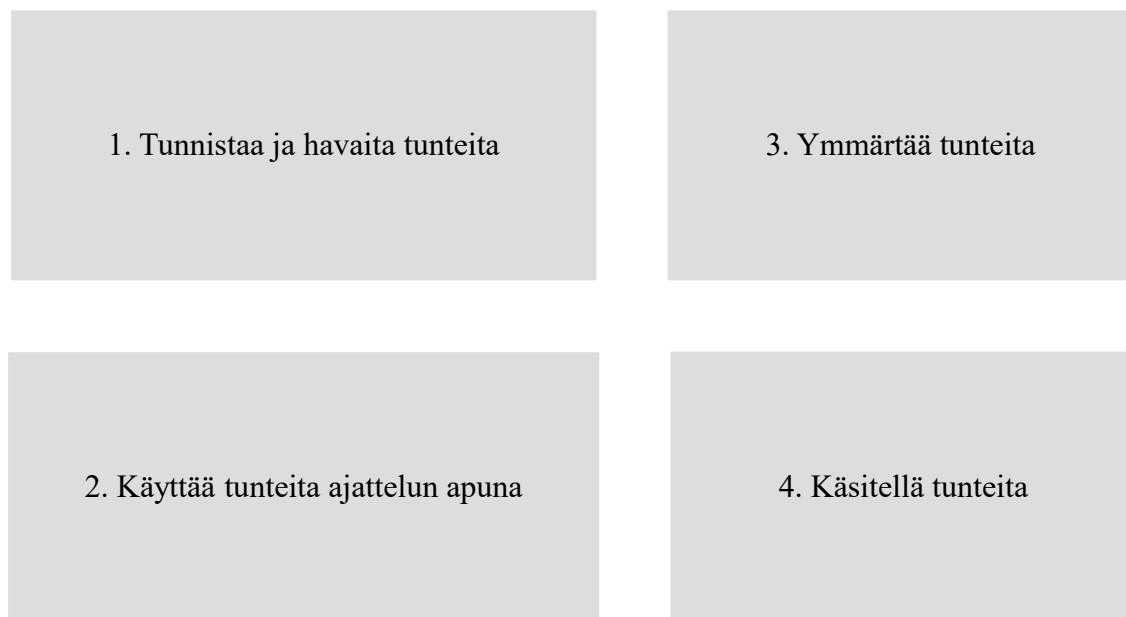 1. Tunnistaa ja havaita tunteita
3. Ymmärtää tunteita
2. Käyttää tunteita ajattelun apuna
4. Käsitellä tunteita